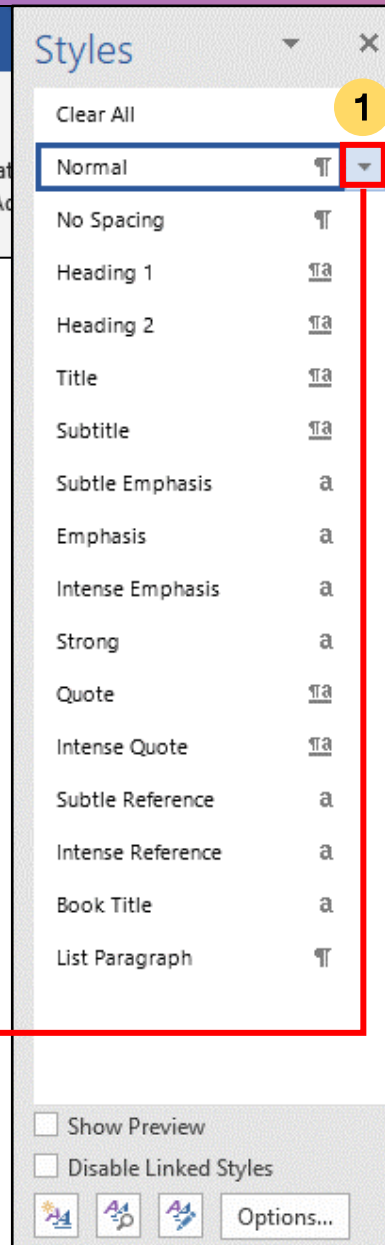 Styles
Clear All
1
Normal ¶
No Spacing ¶
Heading 1 ¶a
Heading 2 ¶a
Title ¶a
Subtitle ¶a
Subtle Emphasis a
Emphasis a
Intense Emphasis a
Strong a
Quote ¶a
Intense Quote ¶a
Subtle Reference a
Intense Reference a
Book Title a
List Paragraph ¶
Show Preview
Disable Linked Styles
Options...